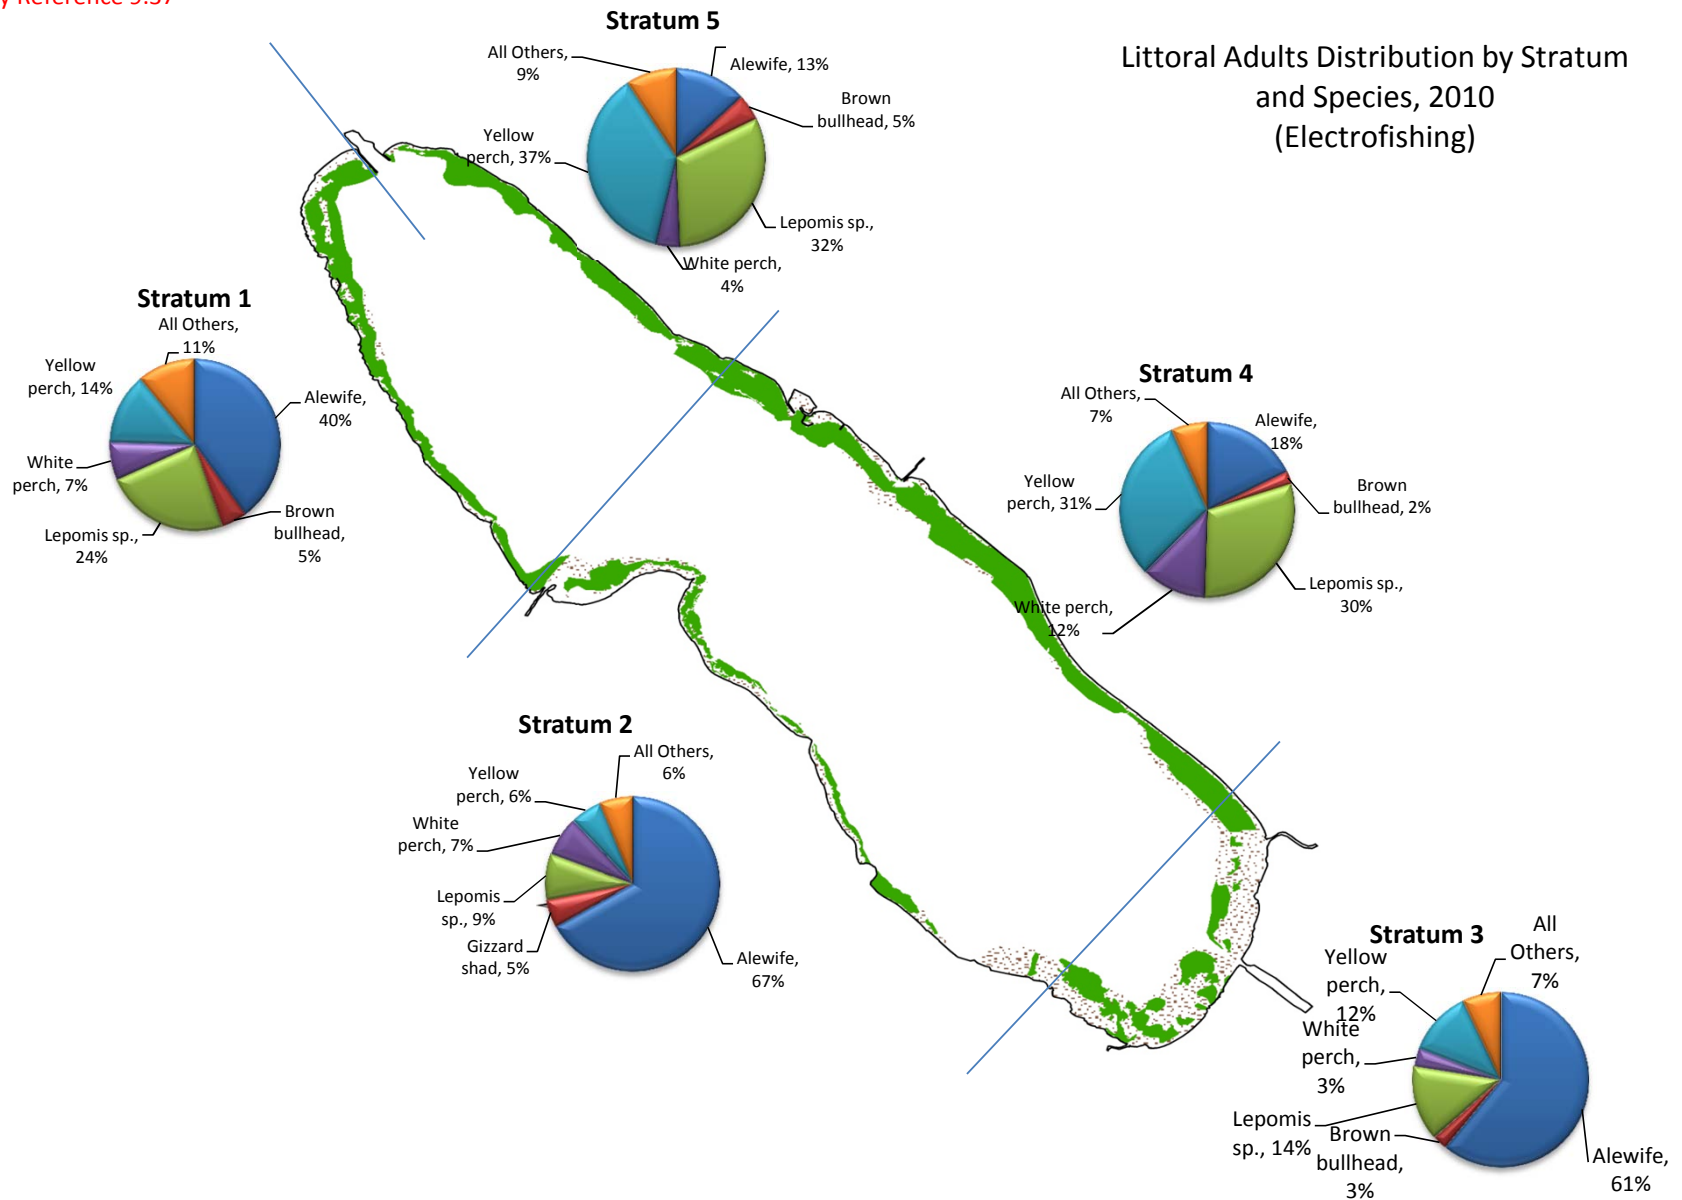 y Reference 9.37
Stratum 5
All Others,
9%
Alewife, 13%
Brown
bullhead, 5%
Yellow
perch, 37%
Lepomis sp.,
32%
White perch,
4%
Littoral Adults Distribution by Stratum
and Species, 2010
(Electrofishing)
Stratum 1
All Others,
11%
Yellow
perch, 14%
Alewife,
40%
White
perch, 7%
Lepomis sp.,
24%
Brown
bullhead,
5%
Stratum 4
All Others,
7%
Alewife,
18%
Yellow
perch, 31%
Brown
bullhead, 2%
Lepomis sp.,
30%
White perch,
12%
Stratum 2
All Others,
6%
Yellow
perch, 6%
White
perch, 7%
Lepomis
sp., 9%
Gizzard
shad, 5%
Alewife,
67%
Stratum 3
All
Others,
7%
Yellow
perch,
12%
White
perch,
3%
Lepomis
sp., 14%
Brown
bullhead,
3%
Alewife,
61%